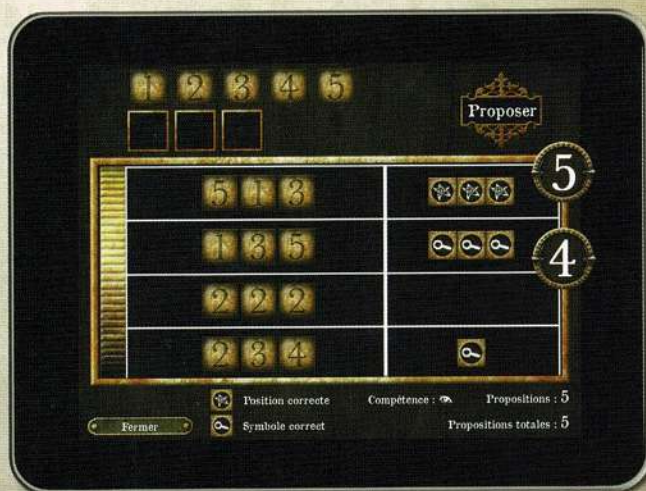 1 2 3 4 5
Proposer
5 1 3
5
1 3 5
4
2 2 2
2 3 4
Position correcte
Compétence :
Propositions : 5
Fermer
Symbole correct
Propositions totales : 5